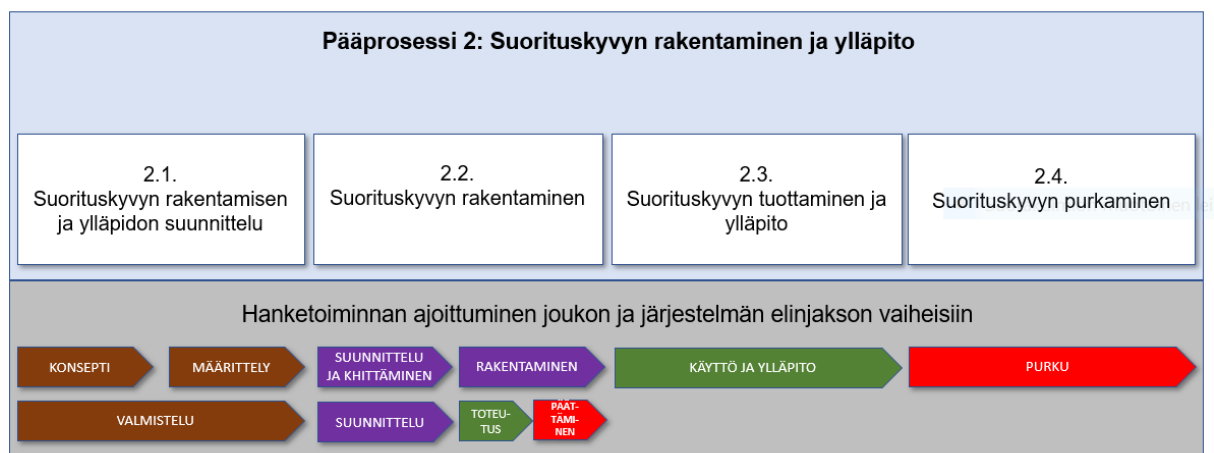 Pääprosessi 2: Suorituskyvyn rakentaminen ja ylläpito
2.1.
Suorituskyvyn rakentamisen
ja ylläpidon suunnittelu
2.2.
Suorituskyvyn rakentaminen
2.3.
Suorituskyvyn tuottaminen ja
ylläpito
2.4.
Suorituskyvyn purkaminen
Hanketoiminnan ajoittuminen joukon ja järjestelmän elinjakson vaiheisiin
KONSEPTI
MÄÄRITTELY
SUUNNITTELU
JA KHITTÄMINEN
RAKENTAMINEN
KÄYTTÖ JA YLLÄPITO
PURKU
VALMISTELU
SUUNNITTELU
TOTEU-
TUS
PÄÄT-
TÄMI-
NEN